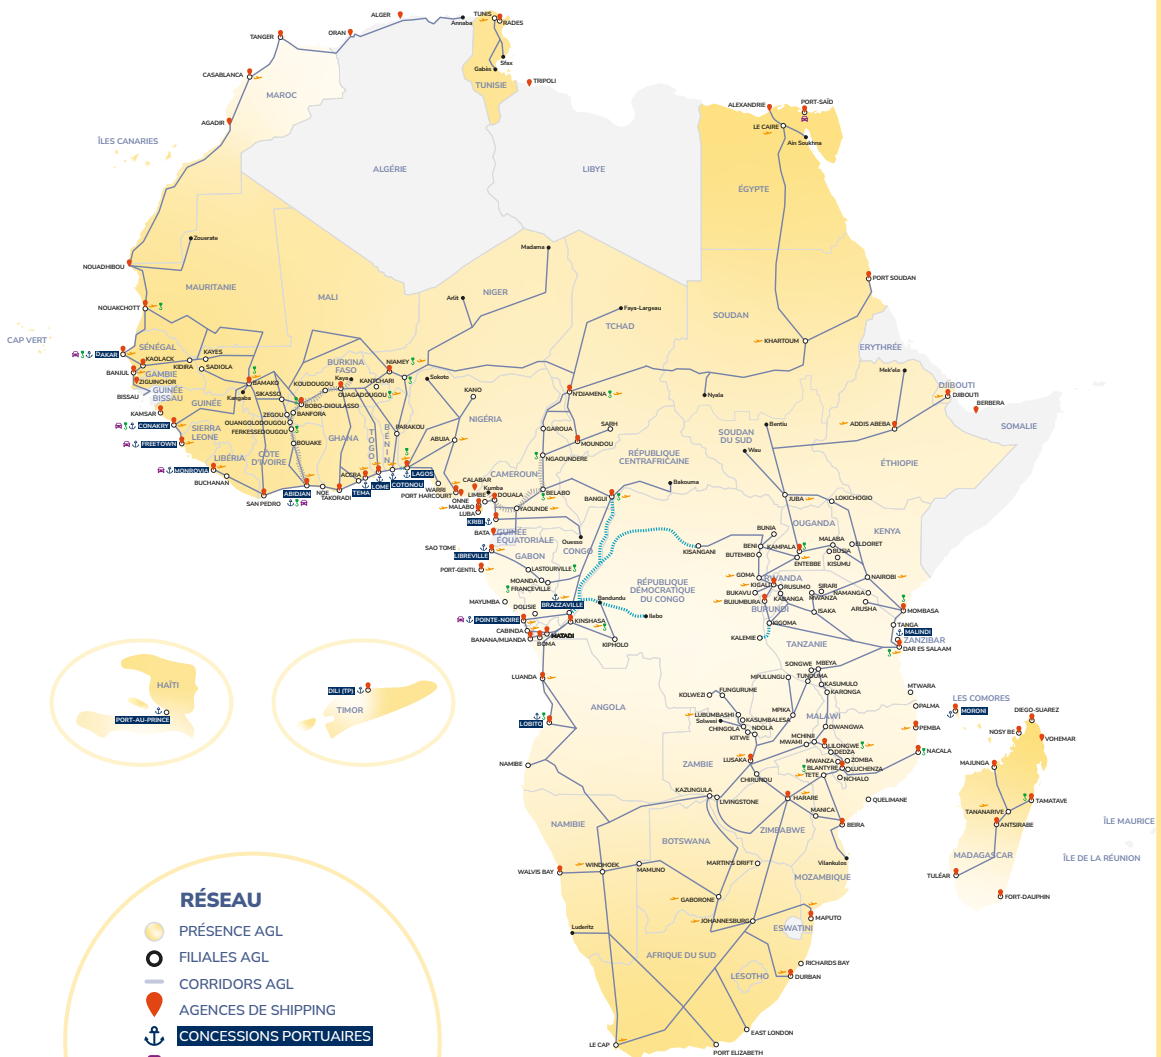 ALGER
TUNIS
RADES
Annaba
ORAN
TANGER
Sfax
Gabès
CASABLANCA
TUNISIE
TRIPOLI
MAROC
ALEXANDRIE
PORT-SAÏD
AGADIR
LE CAIRE
Ain Soukhna
ÎLES CANARIES
ALGÉRIE
LIBYE
ÉGYPTE
Zouerate
Madama
NOUADHIBOU
PORT SOUDAN
MAURITANIE
MALI
Arlit
NIGER
NOUAKCHOTT
Faya-Largeau
SOUDAN
TCHAD
CAP VERT
SÉNÉGAL
KHARTOUM
ERYTHRÉE
DAKAR
KAOLACK
KAYES
KIDIRA
SADIOLA
BURKINA
FASO
NIAMEY
BANJUL
GAMBIE
ZIGUINCHOR
GUINÉE
BISSAU
BISSAU
BAMAKO
Kangaba
SIKASSO
KOUDOUGOU
Kaya
KANTCHARI
OUAGADOUGOU
Sokoto
KANO
N'DJAMENA
Nyala
Mek'ele
DJIBOUTI
DJIBOUTI
BERBERA
KAMSAR
GUINÉE
BOBO-DIOULASSO
ZEGOU
BANFORA
OUANGOLODOUGOU
FERKESSEDOUGOU
CONAKRY
SIERRA
LEONE
FREETOWN
BOUAKE
GHANA
TOGO
BENIN
PARAKOU
NIGÉRIA
ABUJA
GAROUA
SARH
MOUNDOU
SOUDAN
DU SUD
Bentiu
Wau
ADDIS ABEBA
SOMALIE
ÉTHIOPIE
LIBÉRIA
CÔTE
D'IVOIRE
MONROVIA
BUCHANAN
NGAOUNDERE
RÉPUBLIQUE
CENTRAFRICAINE
SAN PEDRO
ABIDJAN
NOE
TAKORADI
ACCRA
TEMA
LOME
COTONOU
LAGOS
WARRI
PORT HARCOURT
CALABAR
CAMEROUN
Kumba
LIMBE
DOUALA
ONNE
MALABO
LUBA
BELABO
BANGUI
Bakouma
JUBA
LOKICHOGIO
YAOUNDE
KRIBI
BATA
GUINÉE
ÉQUATORIALE
Ouesso
CONGO
OUGANDA
KENYA
SAO TOME
LIBREVILLE
GABON
KISANGANI
BUNIA
BENI
BUTEMBO
KAMPALA
MALABA
ELDORET
BUSIA
ENTEBBE
KISUMU
PORT-GENTIL
LASTOURVILLE
MOANDA
FRANCEVILLE
RÉPUBLIQUE
DÉMOCRATIQUE
DU CONGO
GOMA
RWANDA
KIGALI
RUSUMO
SIRARI
NAIROBI
BUKAVU
KABANGA
MWANZA
NAMANGA
BUJUMBURA
BURUNDI
ISAKA
ARUSHA
MOMBASA
MAYUMBA
DOLISIE
BRAZZAVILLE
Bandundu
Ilebo
POINTE-NOIRE
KINSHASA
KIGOMA
TANGA
MALINDI
CABINDA
BANANA/MUANDA
MATADI
BOMA
KIPHOLO
KALEMIE
TANZANIE
ZANZIBAR
DAR ES SALAAM
HAÏTI
PORT-AU-PRINCE
DILI (TP)
TIMOR
LUANDA
LOBITO
ANGOLA
SONGWE
MBEYA
MPULUNGU
TUNDUMA
KASUMULO
KARONGA
MTWARA
KOLWEZI
FUNGURUME
LUBUMBASHI
Solwesi
KASUMBALESA
CHINGOLA
NDOLA
KITWE
MPIKA
MALAWI
DWANGWA
PALMA
PEMBA
LES COMORES
MORONI
DIEGO-SUAREZ
NOSY BE
VOHEMAR
NAMIBE
ZAMBIE
LUSAKA
MCHINJI
MWAMI
LILONGWE
DEDZA
MWANZA
ZOMBA
BLANTYRE
LUCHENZA
TETE
NCHALO
NACALA
MAJUNGA
CHIRUNDU
KAZUNGULA
LIVINGSTONE
HARARE
MANICA
QUELIMANE
BEIRA
TAMATAVE
TANANARIVE
ANTSIRABE
ÎLE MAURICE
NAMIBIE
ZIMBABWE
BOTSWANA
MADAGASCAR
ÎLE DE LA RÉUNION
WALVIS BAY
WINDHOEK
MAMUNO
MARTIN'S DRIFT
Vilankulos
MOZAMBIQUE
TULÉAR
FORT-DAUPHIN
GABORONE
JOHANNESBURG
MAPUTO
ESWATINI
Luderitz
AFRIQUE DU SUD
LESOTHO
RICHARDS BAY
DURBAN
EAST LONDON
LE CAP
PORT ELIZABETH
RÉSEAU
PRÉSENCE AGL
FILIALES AGL
CORRIDORS AGL
AGENCES DE SHIPPING
CONCESSIONS PORTUAIRES